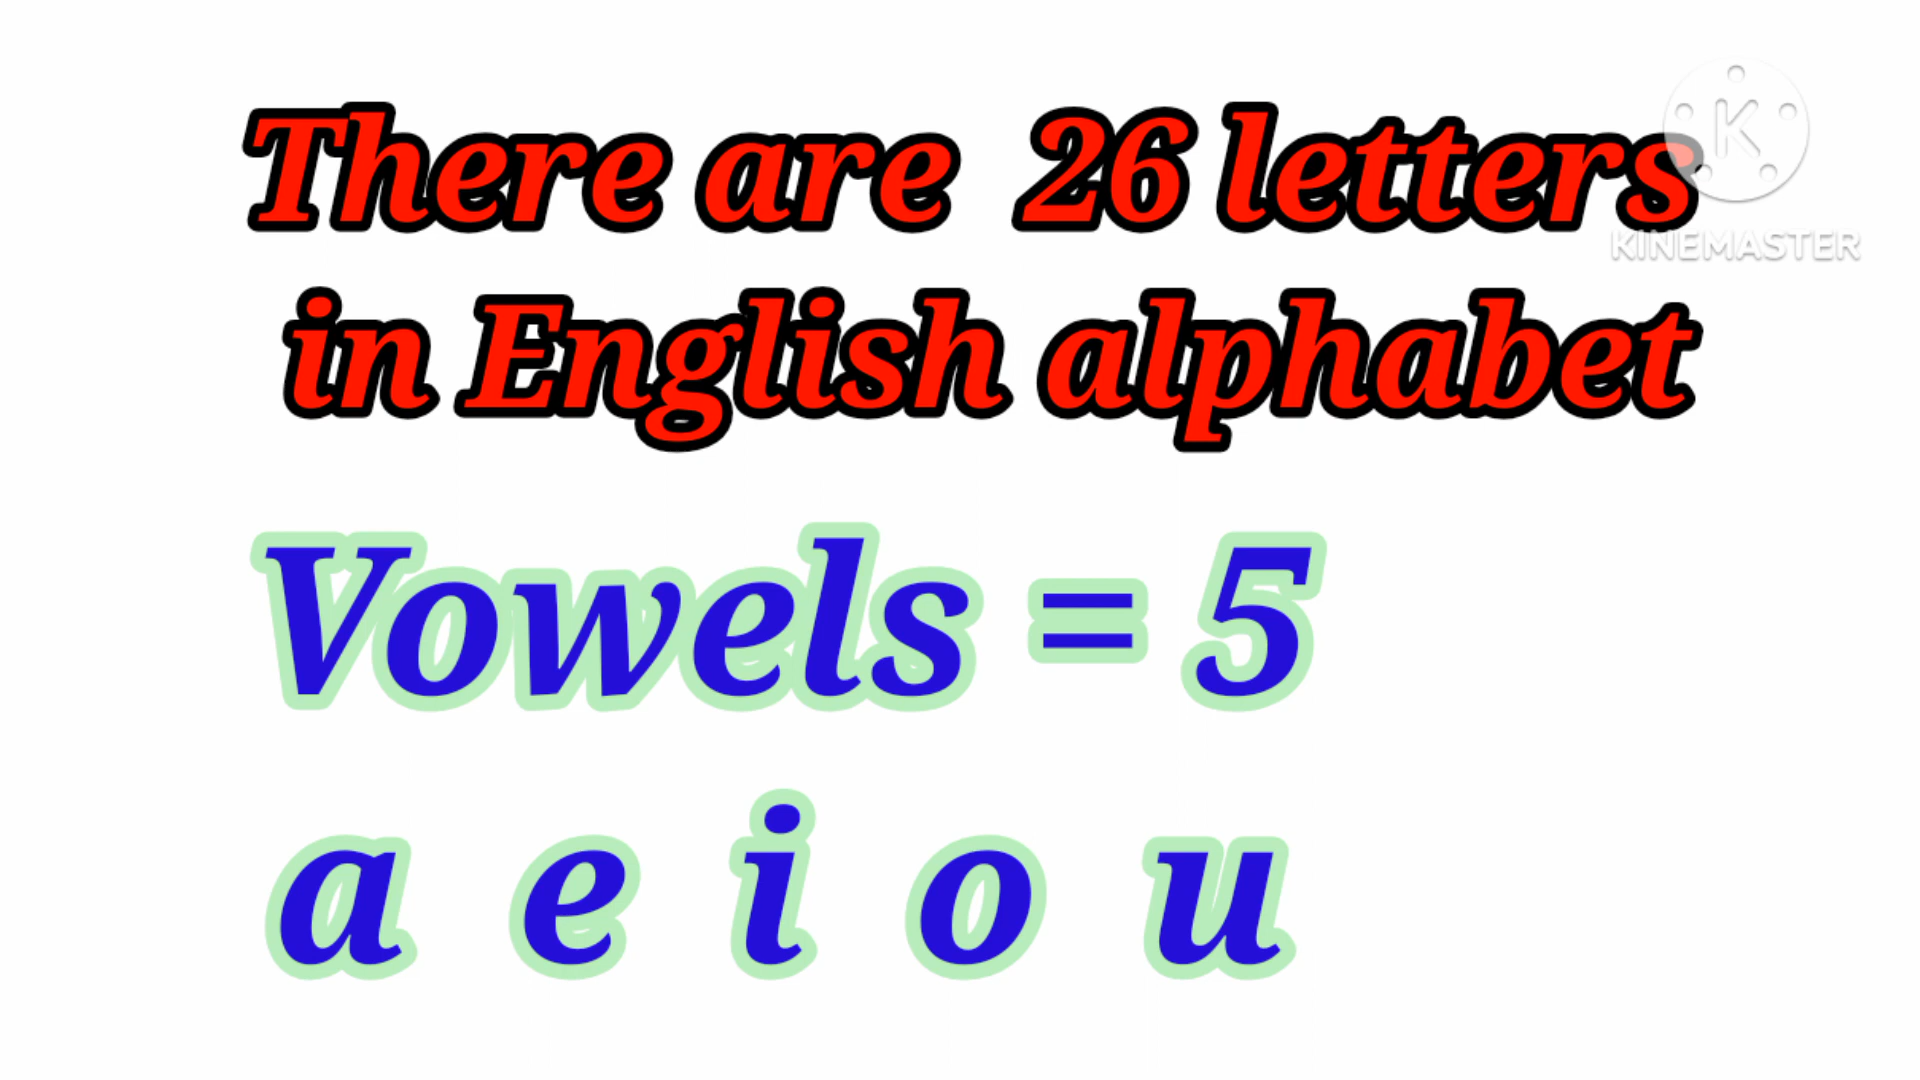 There are 26 letters
in English alphabet
K
KINEMASTER
Vowels = 5
a e i o u